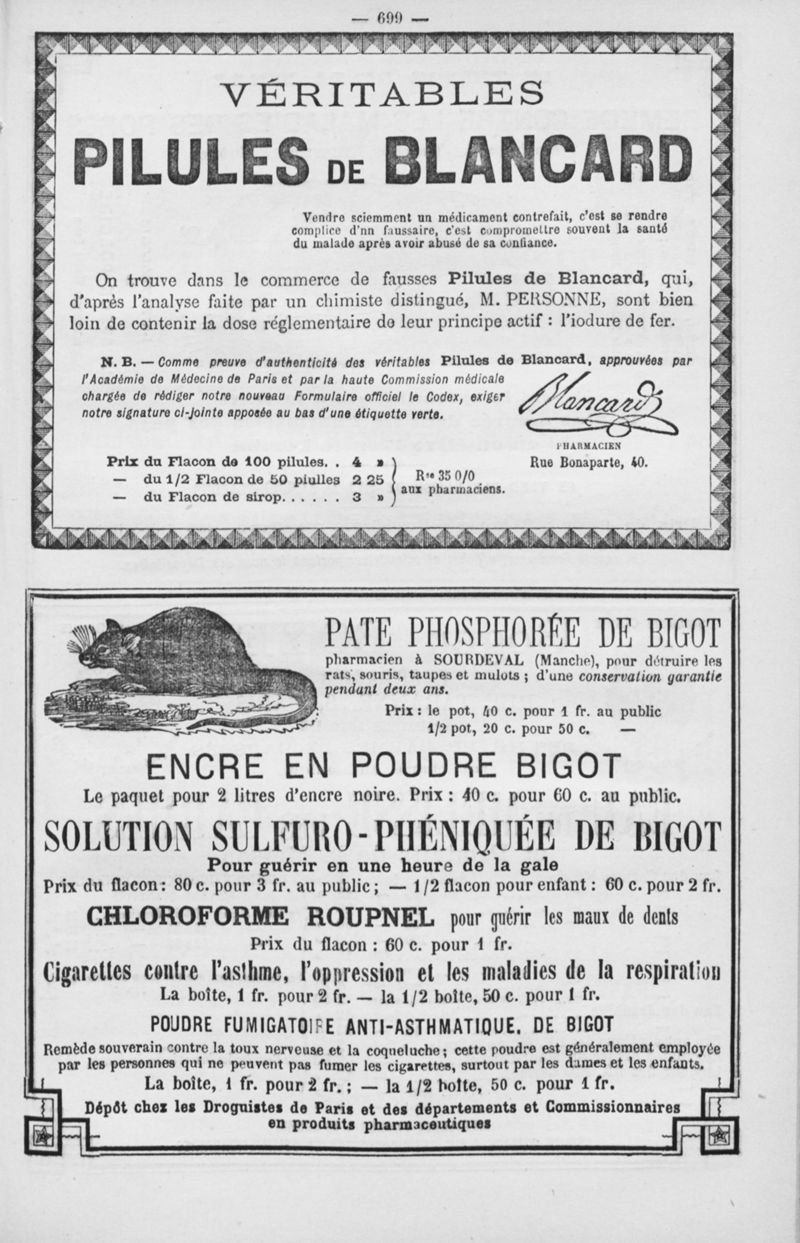 — 699 —
VÉRITABLES
PILULES DE BLANCARD
Vendre sciemment un médicament contrefait, c'est se rendre
complice d'nn faussaire, c'est compromettre souvent la santé
du malade après avoir abusé de sa confiance.
On trouve dans le commerce de fausses Pilules de Blancard, qui,
d'après l'analyse faite par un chimiste distingué, M. PERSONNE, sont bien
loin de contenir la dose réglementaire de leur principe actif : l'iodure de fer.
N. B. — Comme preuve d'authenticité des véritables Pilules de Blancard, approuvées par
l'Académie de Médecine de Paris et par la haute Commission médicale
chargée de rédiger notre nouveau Formulaire officiel le Codex, exiger
notre signature ci-jointe apposée au bas d'une étiquette verte.
Blancard
PHARMACIEN
Rue Bonaparte, 40.
Prix du Flacon de 100 pilules. . 4 »
— du 1/2 Flacon de 50 piulles 2 25
— du Flacon de sirop. . . . . . 3 »
Rse 35 0/0
aux pharmaciens.
PATE PHOSPHORÉE DE BIGOT
pharmacien à SOURDEVAL (Manche), pour détruire les
rats, souris, taupes et mulots ; d'une conservation garantie
pendant deux ans.
Prix : le pot, 40 c. pour 1 fr. au public
1/2 pot, 20 c. pour 50 c. —
ENCRE EN POUDRE BIGOT
Le paquet pour 2 litres d'encre noire. Prix : 40 c. pour 60 c. au public.
SOLUTION SULFURO-PHÉNIQUÉE DE BIGOT
Pour guérir en une heure de la gale
Prix du flacon : 80 c. pour 3 fr. au public ; — 1/2 flacon pour enfant : 60 c. pour 2 fr.
CHLOROFORME ROUPNEL pour guérir les maux de dents
Prix du flacon : 60 c. pour 1 fr.
Cigarettes contre l'asthme, l'oppression et les maladies de la respiration
La boîte, 1 fr. pour 2 fr. — la 1/2 boîte, 50 c. pour 1 fr.
POUDRE FUMIGATOIRE ANTI-ASTHMATIQUE. DE BIGOT
Remède souverain contre la toux nerveuse et la coqueluche ; cette poudre est généralement employée
par les personnes qui ne peuvent pas fumer les cigarettes, surtout par les dames et les enfants.
La boîte, 1 fr. pour 2 fr. ; — la 1/2 boîte, 50 c. pour 1 fr.
Dépôt chez les Droguistes de Paris et des départements et Commissionnaires
en produits pharmaceutiques